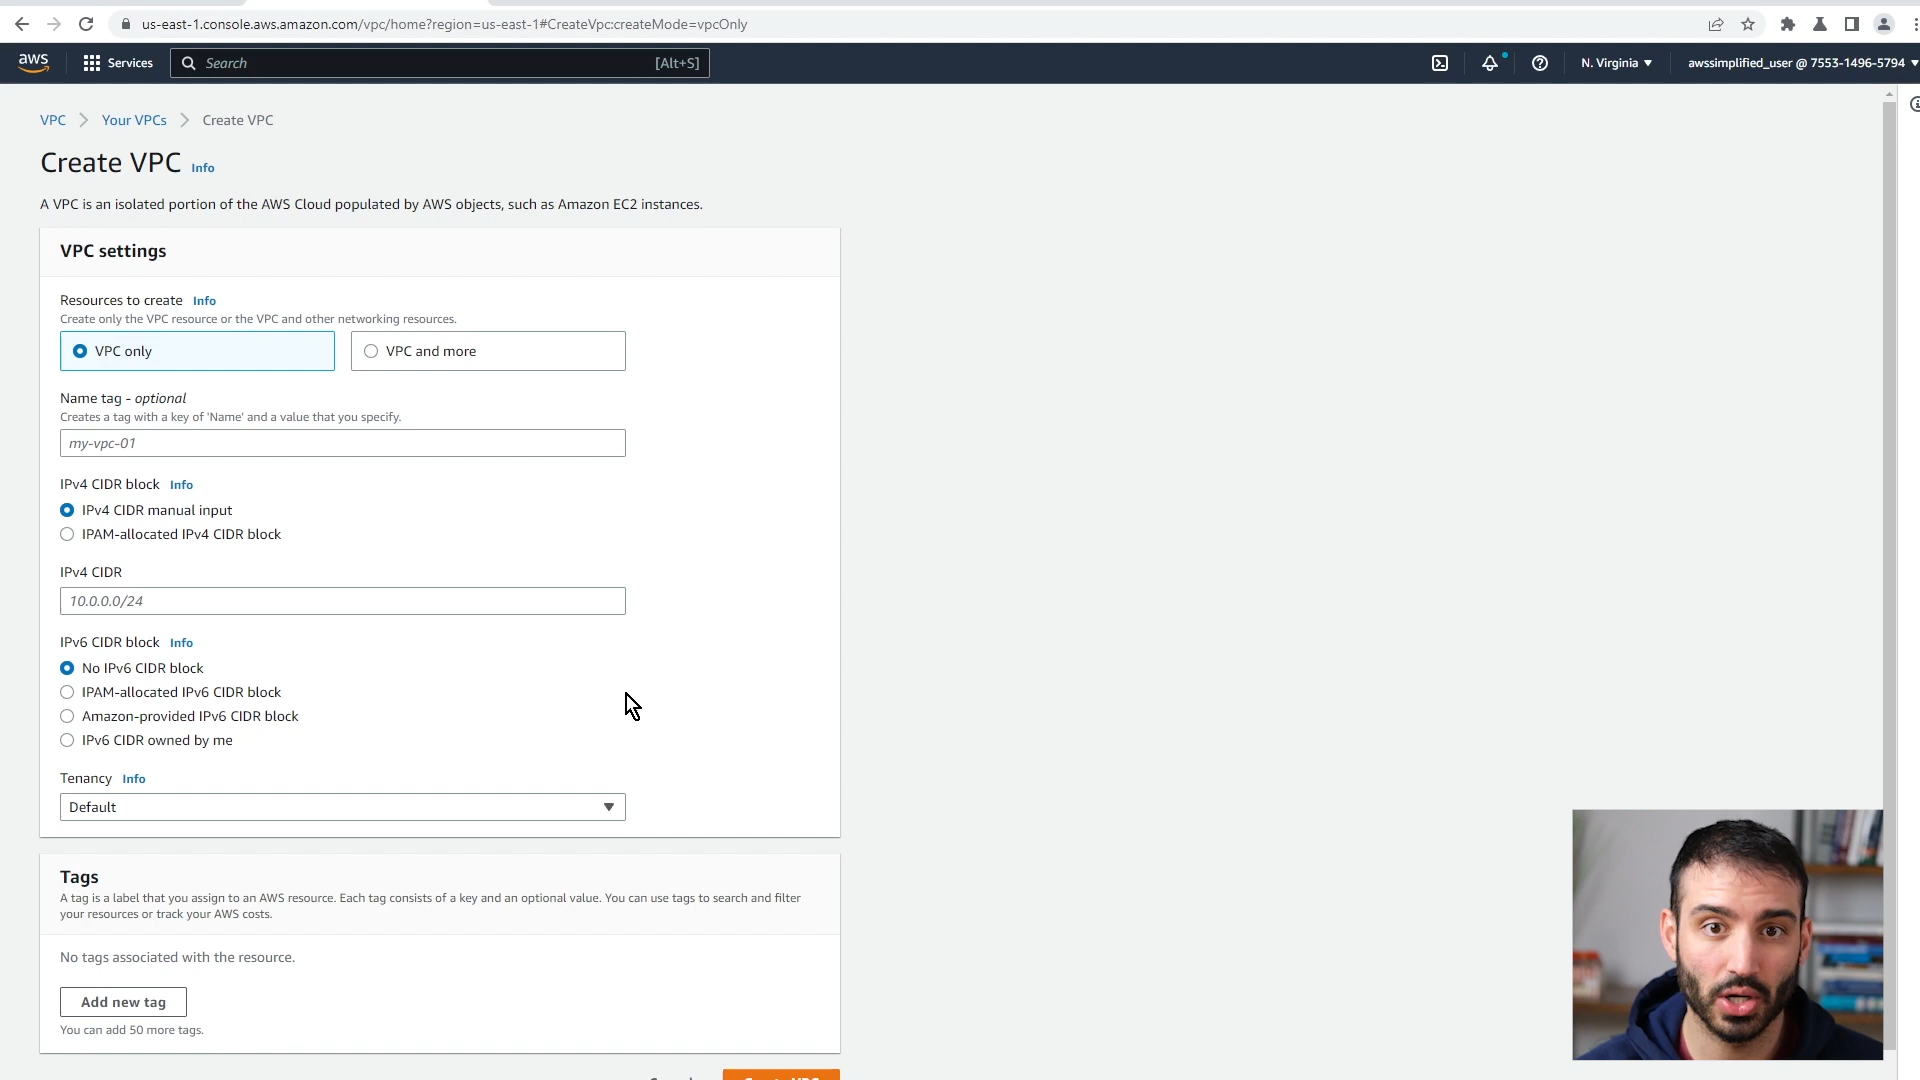 us-east-1.console.aws.amazon.com/vpc/home?region=us-east-1#CreateVpc:createMode=vpcOnly
aws
Services
Search
[Alt+S]
N. Virginia
awssimplified_user @ 7553-1496-5794
VPC
Your VPCs
Create VPC
Create VPC Info
A VPC is an isolated portion of the AWS Cloud populated by AWS objects, such as Amazon EC2 instances.
VPC settings
Resources to create Info
Create only the VPC resource or the VPC and other networking resources.
VPC only
VPC and more
Name tag - optional
Creates a tag with a key of 'Name' and a value that you specify.
my-vpc-01
IPv4 CIDR block Info
IPv4 CIDR manual input
IPAM-allocated IPv4 CIDR block
IPv4 CIDR
10.0.0.0/24
IPv6 CIDR block Info
No IPv6 CIDR block
IPAM-allocated IPv6 CIDR block
Amazon-provided IPv6 CIDR block
IPv6 CIDR owned by me
Tenancy Info
Default
Tags
A tag is a label that you assign to an AWS resource. Each tag consists of a key and an optional value. You can use tags to search and filter
your resources or track your AWS costs.
No tags associated with the resource.
Add new tag
You can add 50 more tags.